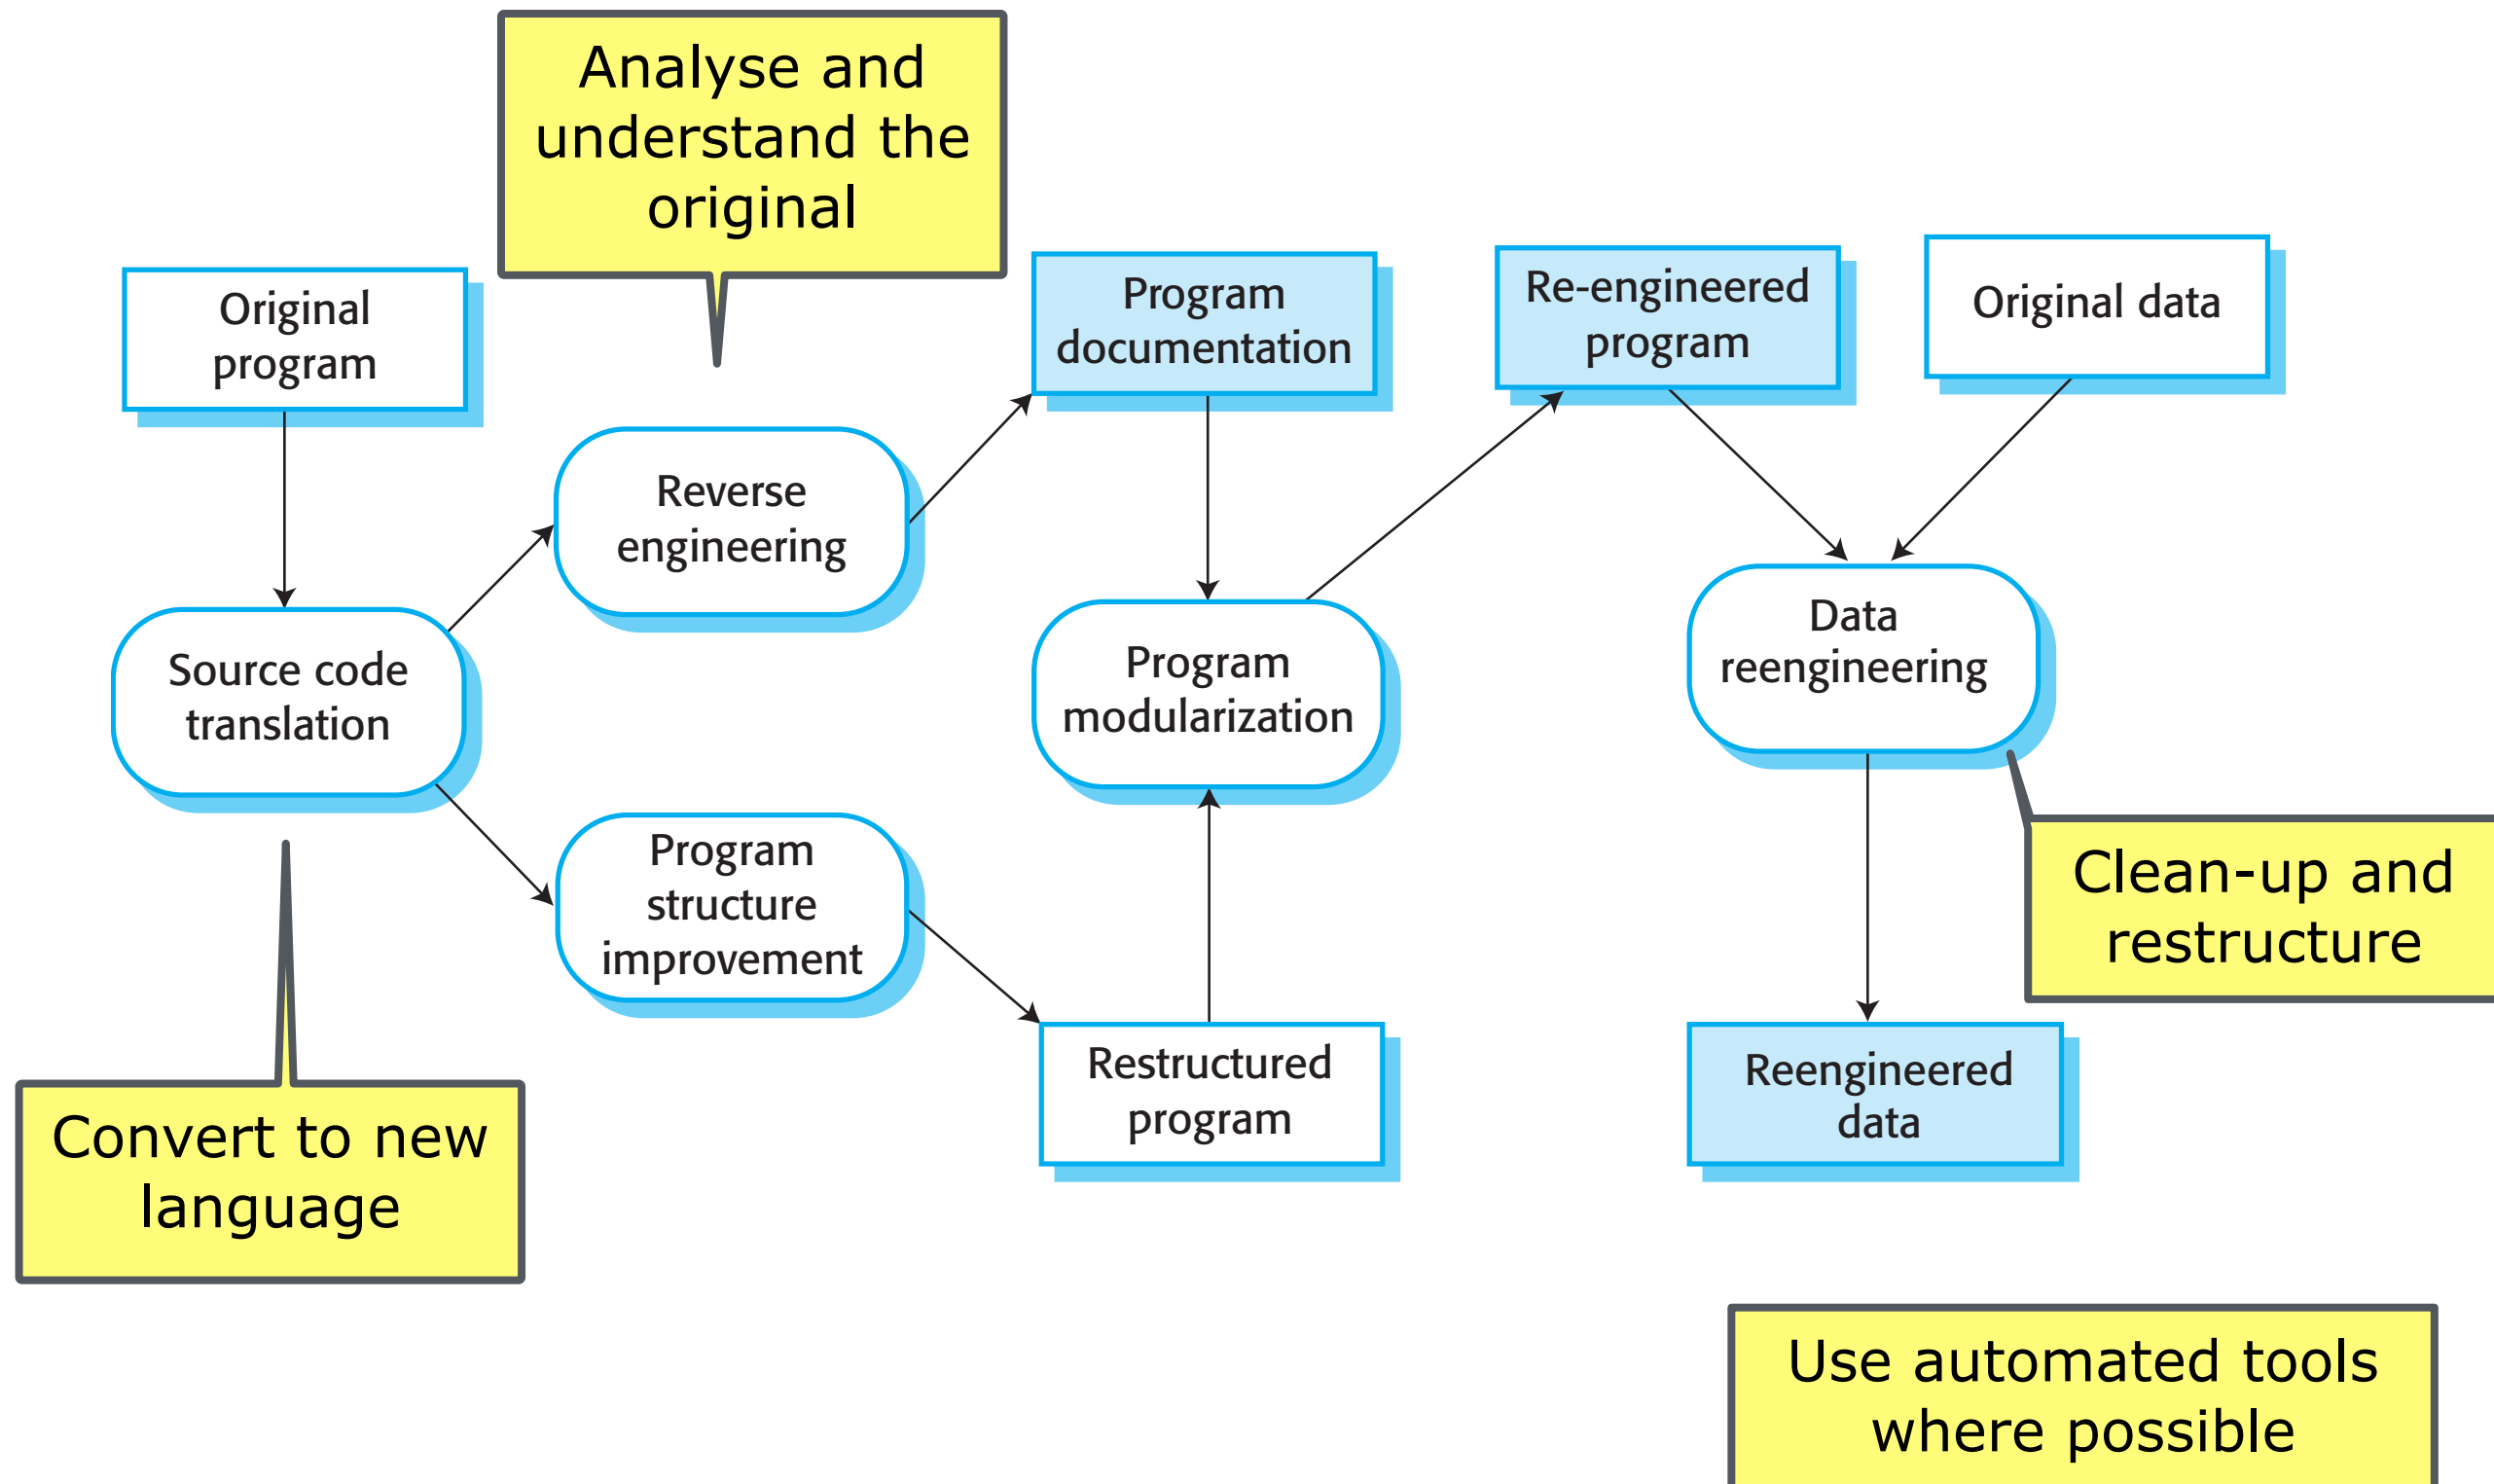 Analyse and
understand the
original
Original
program
Program
documentation
Re-engineered
program
Original data
Reverse
engineering
Source code
translation
Program
modularization
Data
reengineering
Program
structure
improvement
Clean-up and
restructure
Restructured
program
Reengineered
data
Convert to new
language
Use automated tools
where possible